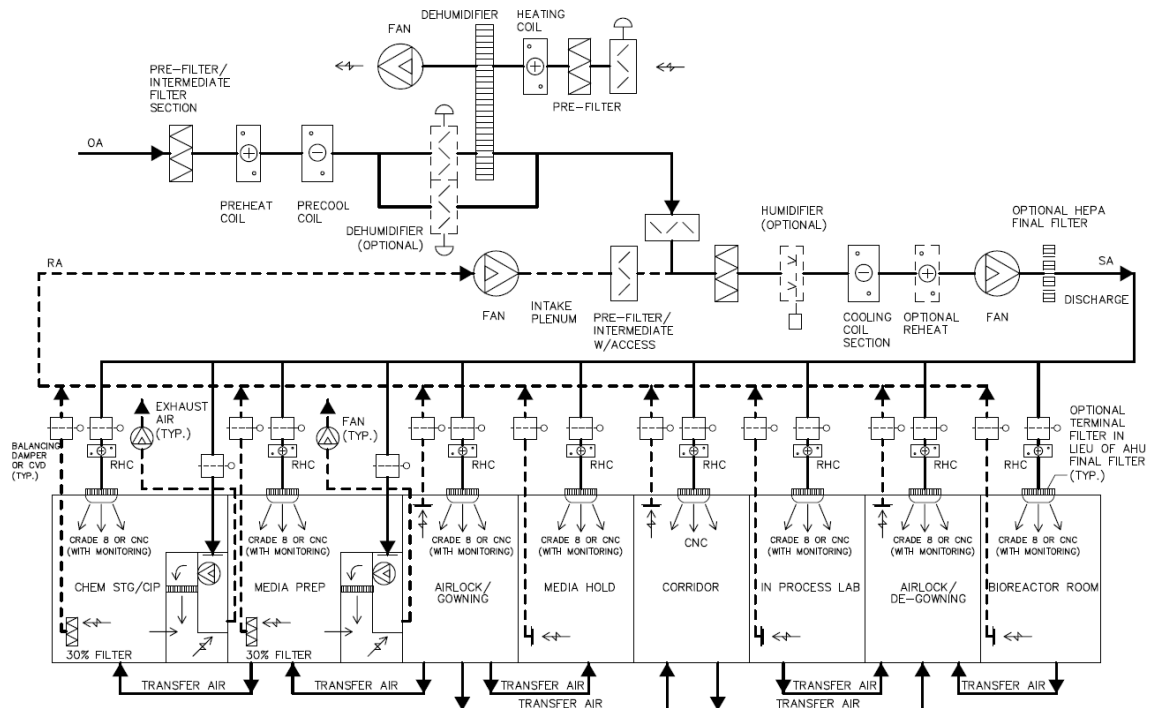 DEHUMIDIFIER
HEATING
COIL
FAN
PRE-FILTER/
INTERMEDIATE
FILTER
SECTION
PRE-FILTER
OA
PREHEAT
COIL
PRECOOL
COIL
DEHUMIDIFIER
(OPTIONAL)
HUMIDIFIER
(OPTIONAL)
OPTIONAL HEPA
FINAL FILTER
RA
SA
FAN
INTAKE
PLENUM
PRE-FILTER/
INTERMEDIATE
W/ACCESS
COOLING
COIL
SECTION
OPTIONAL
REHEAT
FAN
DISCHARGE
BALANCING
DAMPER
OR CVD
(TYP.)
EXHAUST
AIR
(TYP.)
FAN
(TYP.)
OPTIONAL
TERMINAL
FILTER IN
LIEU OF AHU
FINAL FILTER
(TYP.)
RHC
RHC
RHC
RHC
RHC
RHC
RHC
RHC
CRADE 8 OR CNC
(WITH MONITORING)
CRADE 8 OR CNC
(WITH MONITORING)
CRADE 8 OR CNC
(WITH MONITORING)
CRADE 8 OR CNC
(WITH MONITORING)
CNC
CRADE 8 OR CNC
(WITH MONITORING)
CRADE 8 OR CNC
(WITH MONITORING)
CRADE 8 OR CNC
(WITH MONITORING)
CHEM STG/CIP
MEDIA PREP
AIRLOCK/
GOWNING
MEDIA HOLD
CORRIDOR
IN PROCESS LAB
AIRLOCK/
DE-GOWNING
BIOREACTOR ROOM
30% FILTER
30% FILTER
TRANSFER AIR
TRANSFER AIR
TRANSFER AIR
TRANSFER AIR
TRANSFER AIR
TRANSFER AIR
TRANSFER AIR